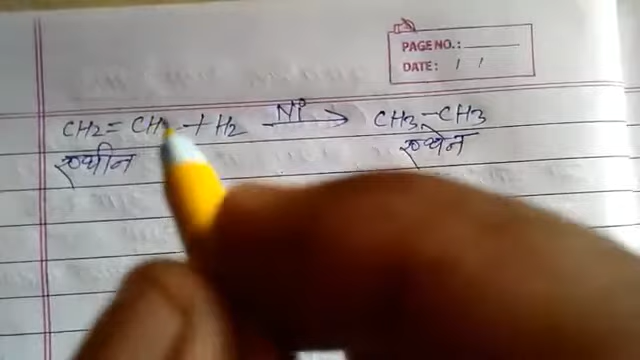 PAGE NO.:
DATE: / /
Ni
CH2 = CH2 + H2 → CH3 - CH3
एथीन एथेन